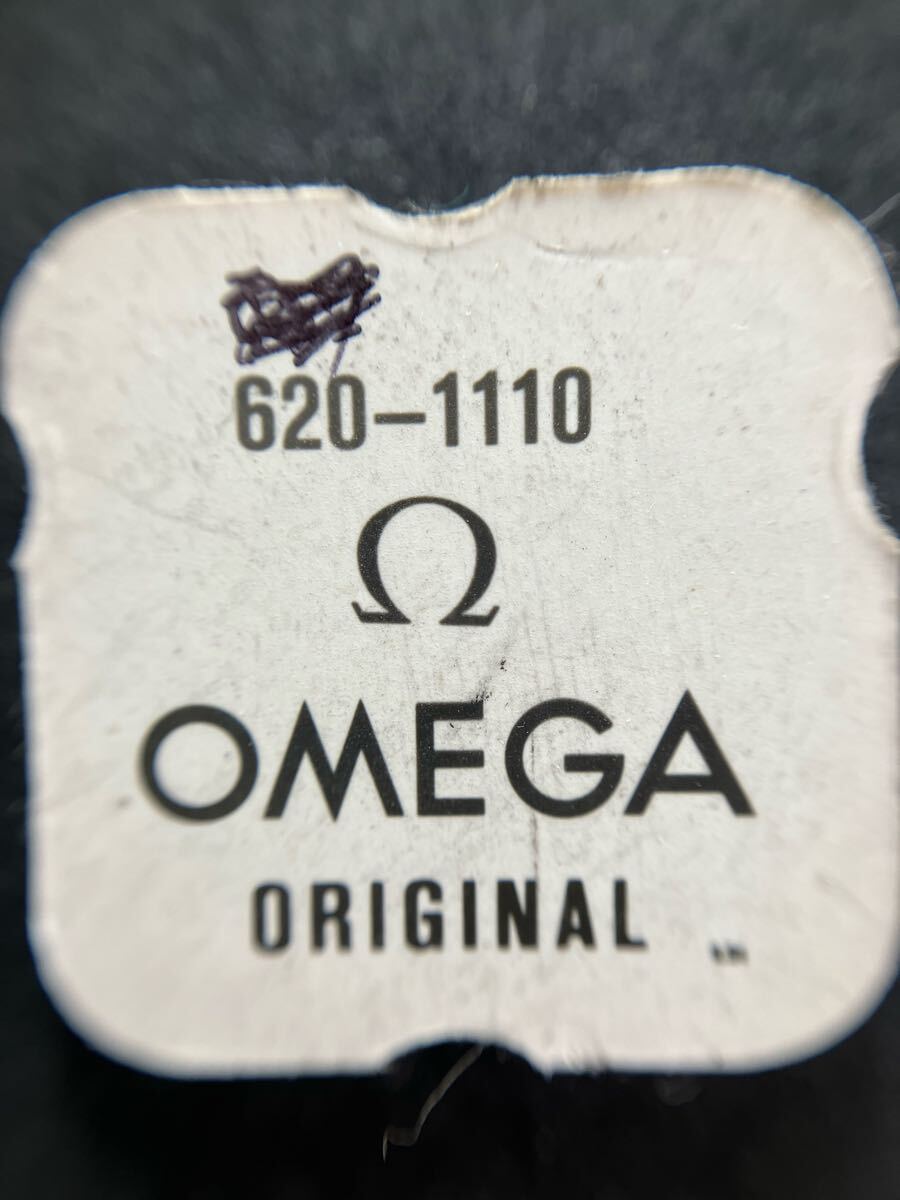 620-1110
Ω
OMEGA
ORIGINAL